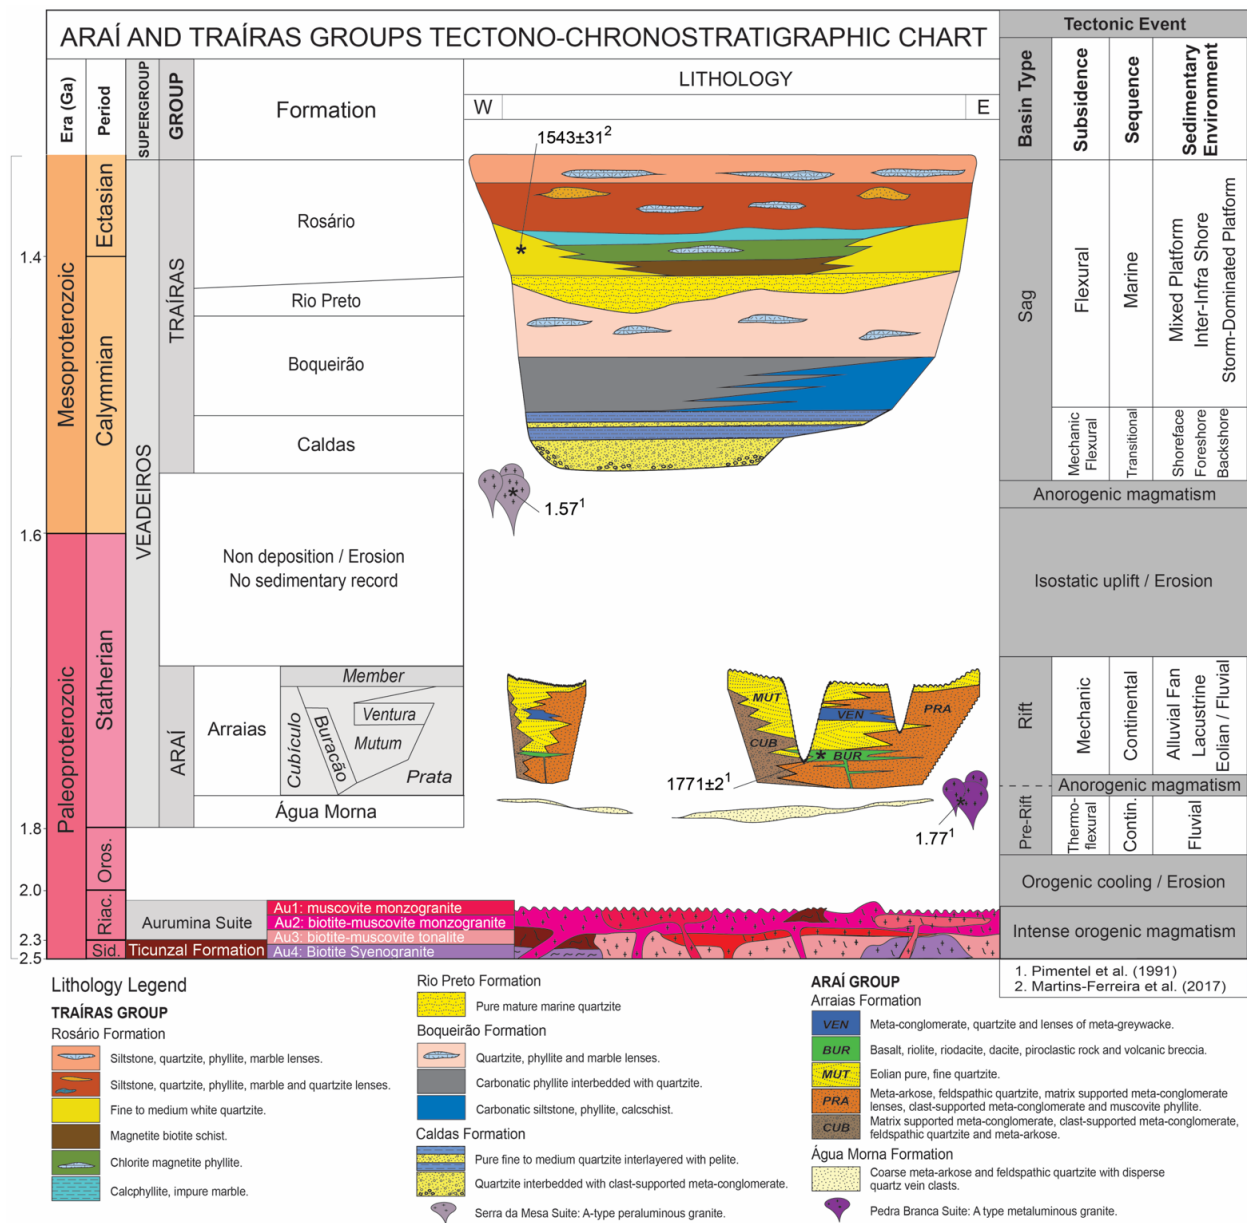 ARAÍ AND TRAÍRAS GROUPS TECTONO-CHRONOSTRATIGRAPHIC CHART
Tectonic Event
Era (Ga)
Period
SUPERGROUP
GROUP
Formation
LITHOLOGY
W
E
Basin Type
Subsidence
Sequence
Sedimentary
Environment
1.4
1.6
1.8
2.0
2.3
2.5
Mesoproterozoic
Paleoproterozoic
Ectasian
Calymmian
Statherian
Oros.
Riac.
Sid.
VEADEIROS
TRAÍRAS
ARAÍ
Rosário
Rio Preto
Boqueirão
Caldas
Non deposition / Erosion
No sedimentary record
Arraias
Member
Cubículo
Buracão
Ventura
Mutum
Prata
Água Morna
Aurumina Suite
Ticunzal Formation
Au1: muscovite monzogranite
Au2: biotite-muscovite monzogranite
Au3: biotite-muscovite tonalite
Au4: Biotite Syenogranite
1543±31²
*
*
1.57¹
MUT
CUB
VEN
PRA
* BUR
1771±2¹
*
1.77¹
Sag
Flexural
Marine
Mixed Platform
Inter-Infra Shore
Storm-Dominated Platform
Mechanic
Flexural
Transitional
Shoreface
Foreshore
Backshore
Anorogenic magmatism
Isostatic uplift / Erosion
Rift
Mechanic
Continental
Alluvial Fan
Lacustrine
Eolian / Fluvial
Anorogenic magmatism
Pre-Rift
Thermo-
flexural
Contin.
Fluvial
Orogenic cooling / Erosion
Intense orogenic magmatism
1. Pimentel et al. (1991)
2. Martins-Ferreira et al. (2017)
Lithology Legend
TRAÍRAS GROUP
Rosário Formation
Siltstone, quartzite, phyllite, marble lenses.
Siltstone, quartzite, phyllite, marble and quartzite lenses.
Fine to medium white quartzite.
Magnetite biotite schist.
Chlorite magnetite phyllite.
Calcphyllite, impure marble.
Rio Preto Formation
Pure mature marine quartzite
Boqueirão Formation
Quartzite, phyllite and marble lenses.
Carbonatic phyllite interbedded with quartzite.
Carbonatic siltstone, phyllite, calcschist.
Caldas Formation
Pure fine to medium quartzite interlayered with pelite.
Quartzite interbedded with clast-supported meta-conglomerate.
Serra da Mesa Suite: A-type peraluminous granite.
ARAÍ GROUP
Arraias Formation
VEN Meta-conglomerate, quartzite and lenses of meta-greywacke.
BUR Basalt, riolite, riodacite, dacite, piroclastic rock and volcanic breccia.
MUT Eolian pure, fine quartzite.
PRA Meta-arkose, feldspathic quartzite, matrix supported meta-conglomerate
lenses, clast-supported meta-conglomerate and muscovite phyllite.
CUB Matrix supported meta-conglomerate, clast-supported meta-conglomerate,
feldspathic quartzite and meta-arkose.
Água Morna Formation
Coarse meta-arkose and feldspathic quartzite with disperse
quartz vein clasts.
Pedra Branca Suite: A type metaluminous granite.